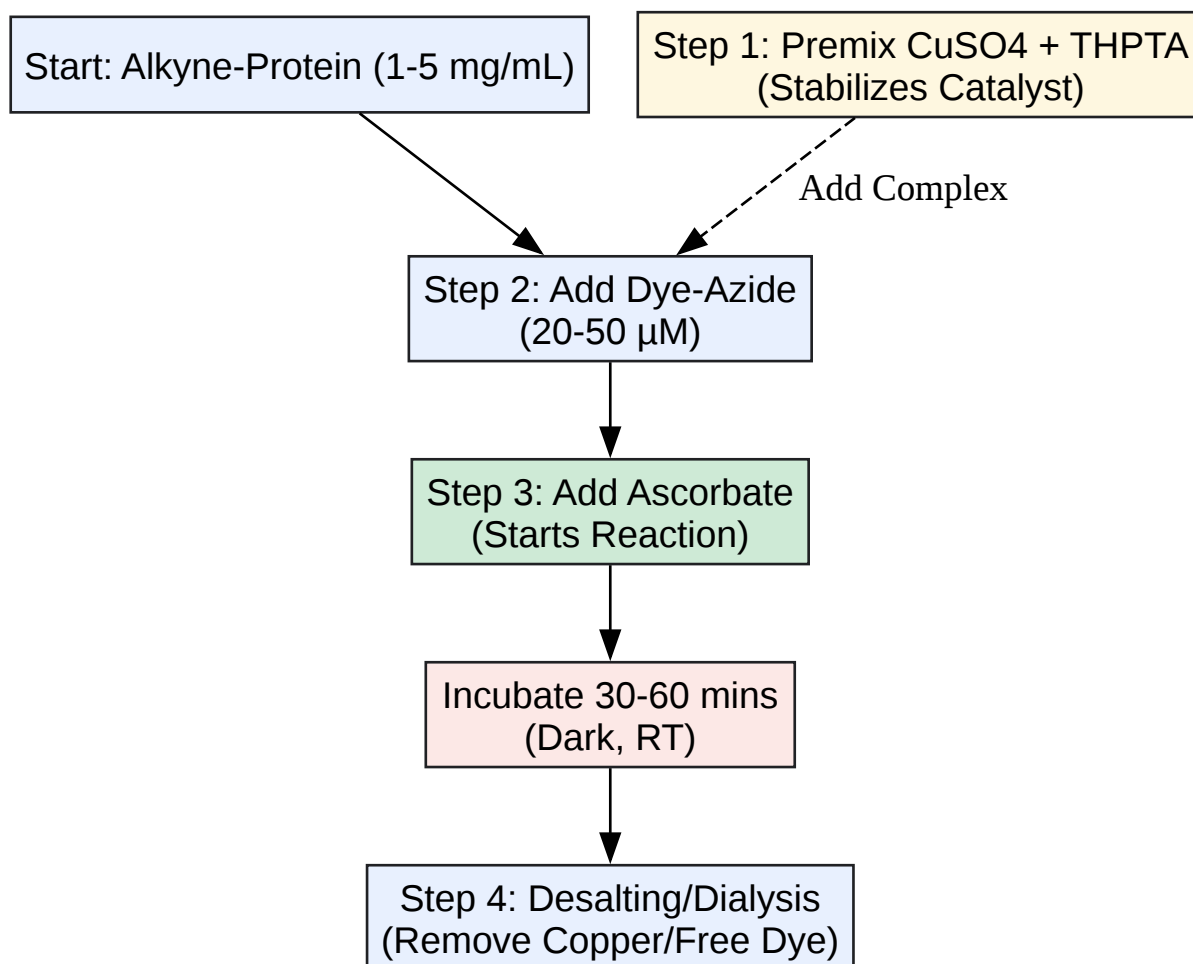 Start: Alkyne-Protein (1-5 mg/mL)
Step 1: Premix CuSO4 + THPTA
(Stabilizes Catalyst)
Add Complex
Step 2: Add Dye-Azide
(20-50 µM)
Step 3: Add Ascorbate
(Starts Reaction)
Incubate 30-60 mins
(Dark, RT)
Step 4: Desalting/Dialysis
(Remove Copper/Free Dye)